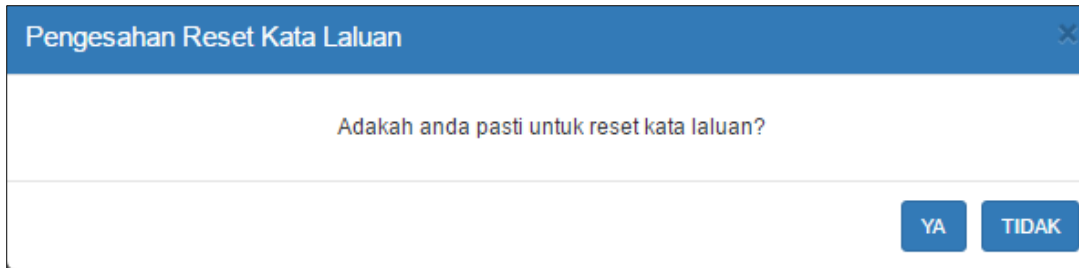 Pengesahan Reset Kata Laluan
Adakah anda pasti untuk reset kata laluan?
YA TIDAK